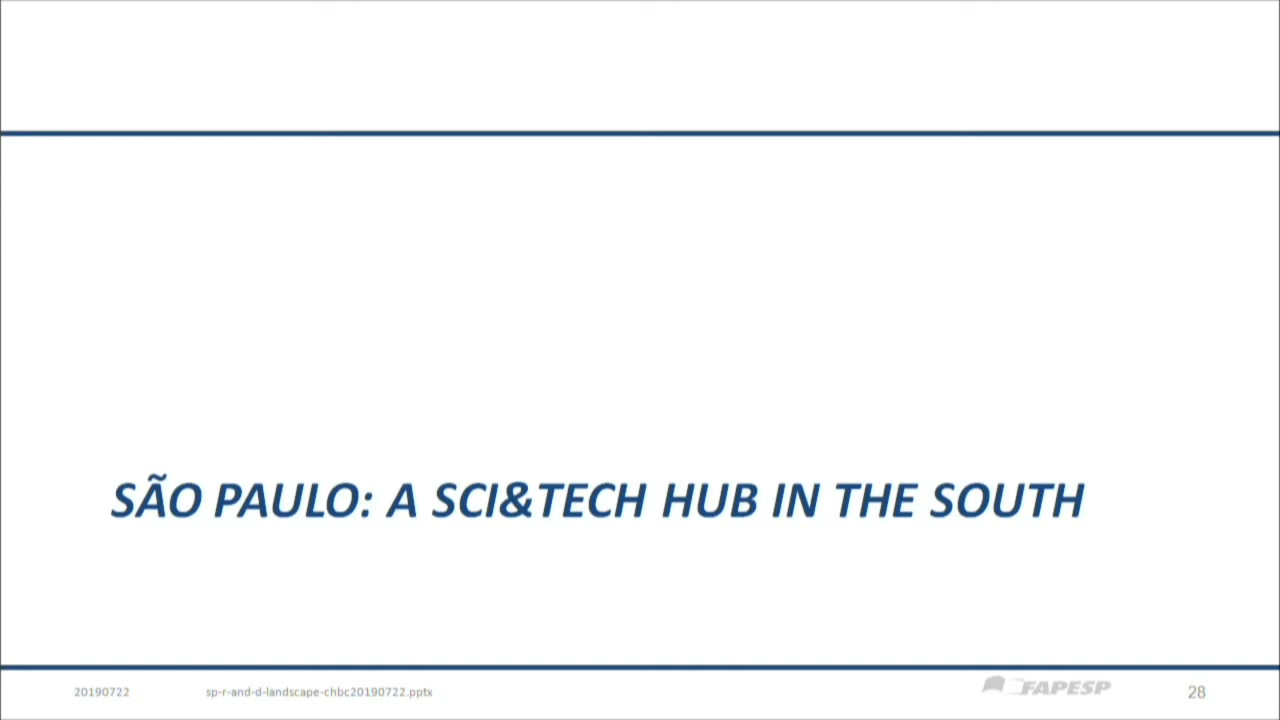 SÃO PAULO: A SCI&TECH HUB IN THE SOUTH
20190722
sp-r-and-d-landscape-chbc20190722.pptx
FAPESP
28